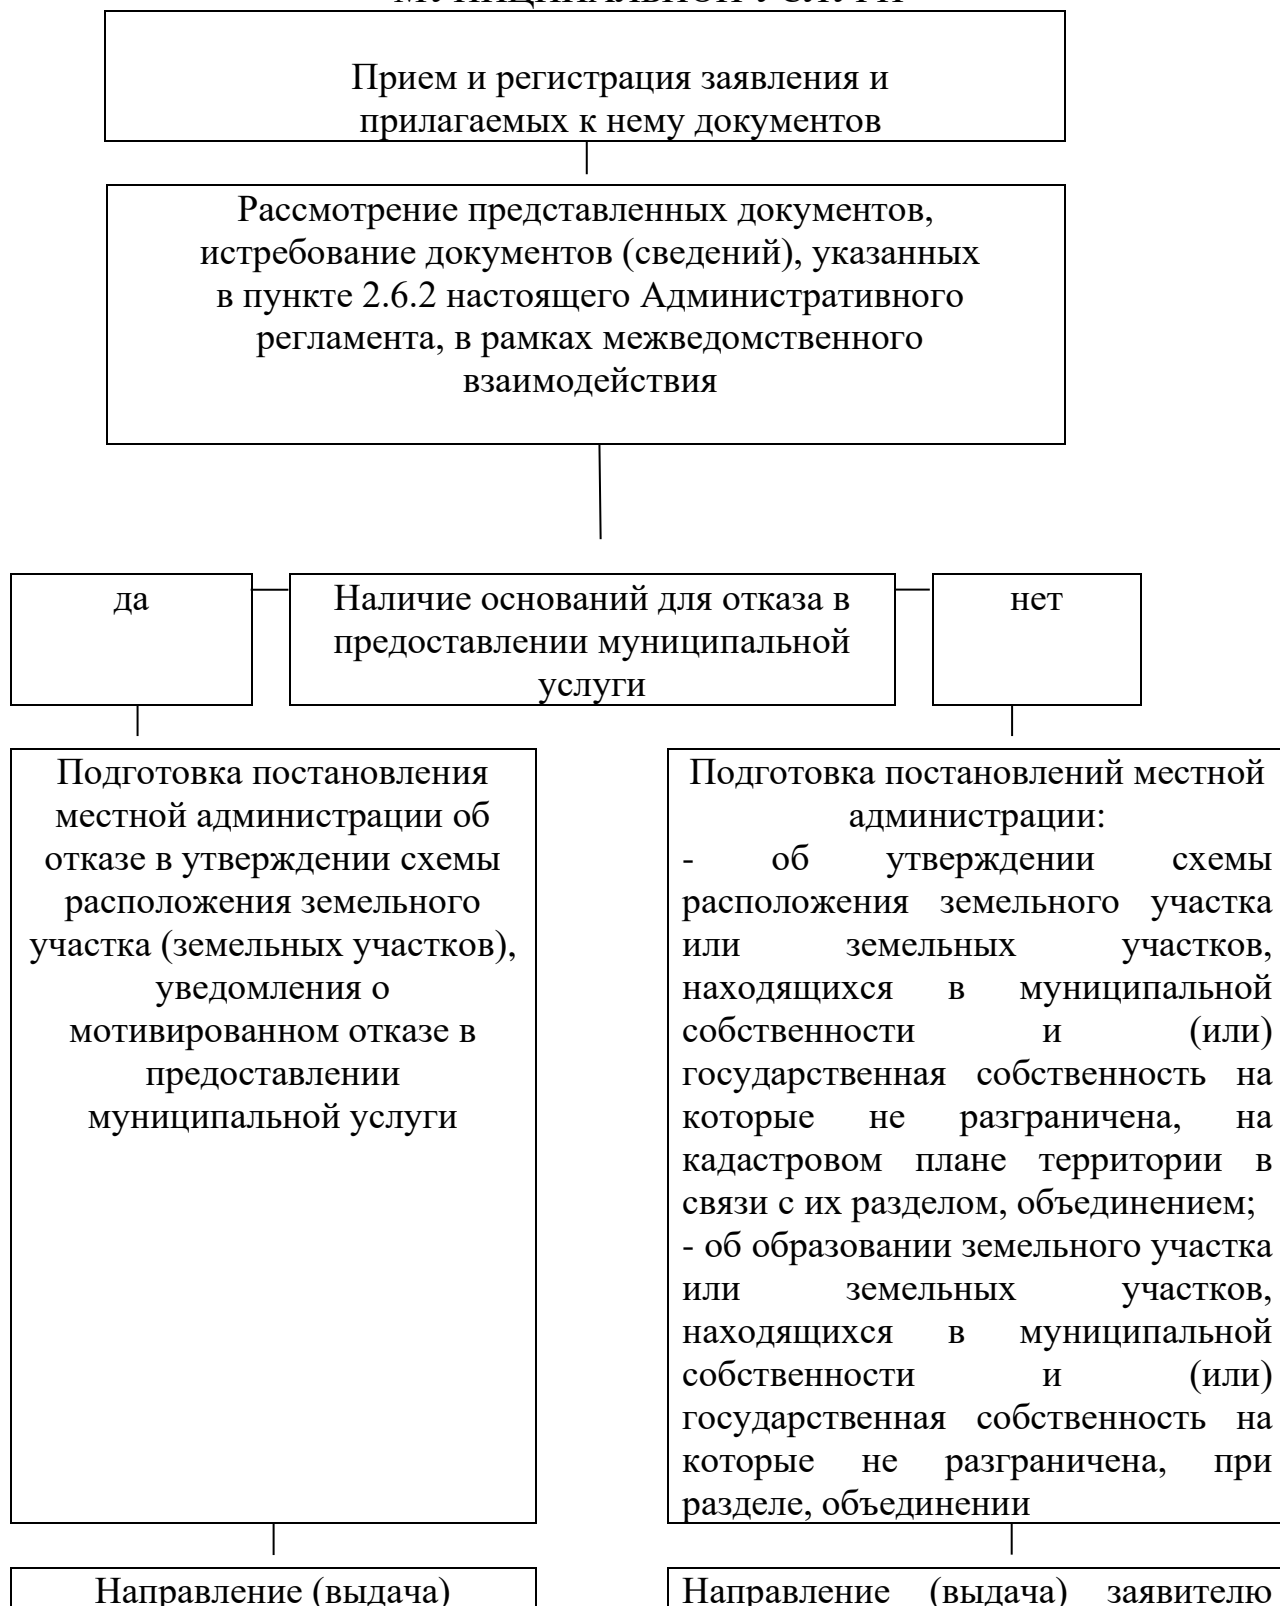 МУНИЦИПАЛЬНОЙ УСЛУГИ
Прием и регистрация заявления и
прилагаемых к нему документов
Рассмотрение представленных документов,
истребование документов (сведений), указанных
в пункте 2.6.2 настоящего Административного
регламента, в рамках межведомственного
взаимодействия
да
Наличие оснований для отказа в
предоставлении муниципальной
услуги
нет
Подготовка постановления
местной администрации об
отказе в утверждении схемы
расположения земельного
участка (земельных участков),
уведомления о
мотивированном отказе в
предоставлении
муниципальной услуги
Подготовка постановлений местной
администрации:
- об утверждении схемы
расположения земельного участка
или земельных участков,
находящихся в муниципальной
собственности и (или)
государственная собственность на
которые не разграничена, на
кадастровом плане территории в
связи с их разделом, объединением;
- об образовании земельного участка
или земельных участков,
находящихся в муниципальной
собственности и (или)
государственная собственность на
которые не разграничена, при
разделе, объединении
Направление (выдача)
Направление (выдача) заявителю